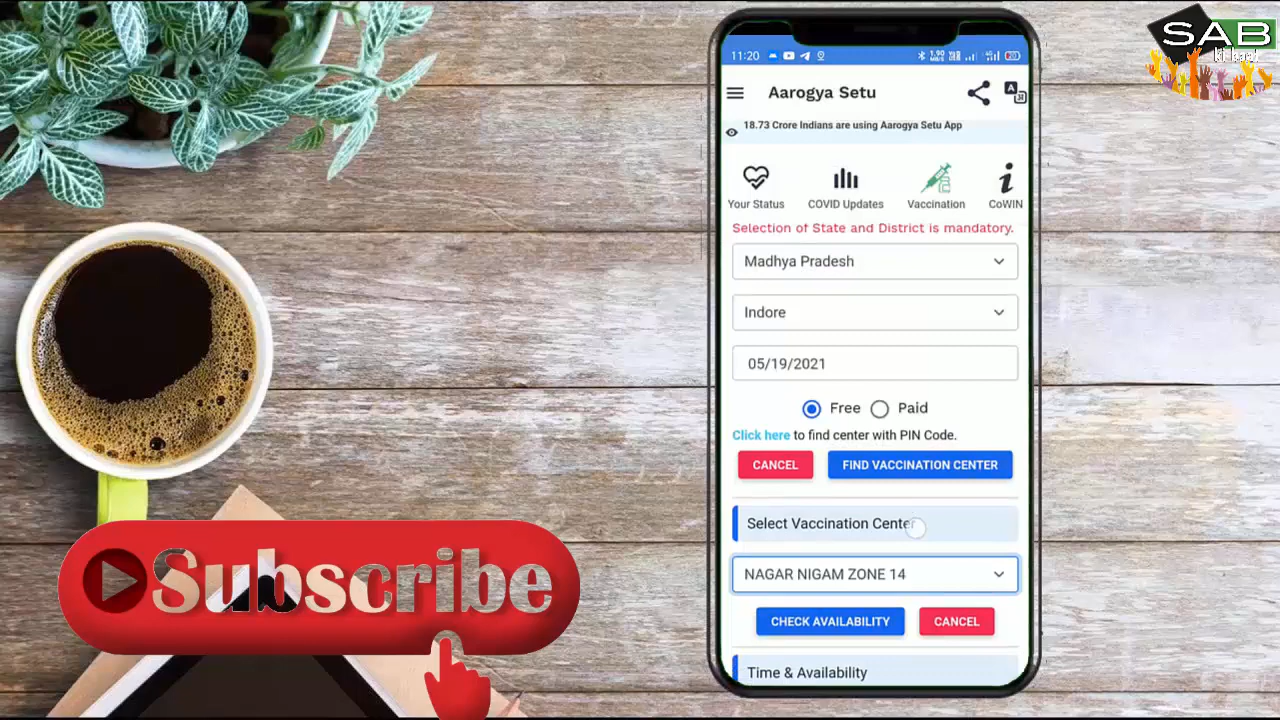 SAB
11:20
Aarogya Setu
18.73 Crore Indians are using Aarogya Setu App
Your Status
COVID Updates
Vaccination
CoWIN
Selection of State and District is mandatory.
Madhya Pradesh
Indore
05/19/2021
Free
Paid
Click here to find center with PIN Code.
CANCEL
FIND VACCINATION CENTER
Select Vaccination Center
NAGAR NIGAM ZONE 14
CHECK AVAILABILITY
CANCEL
Time & Availability
Subscribe